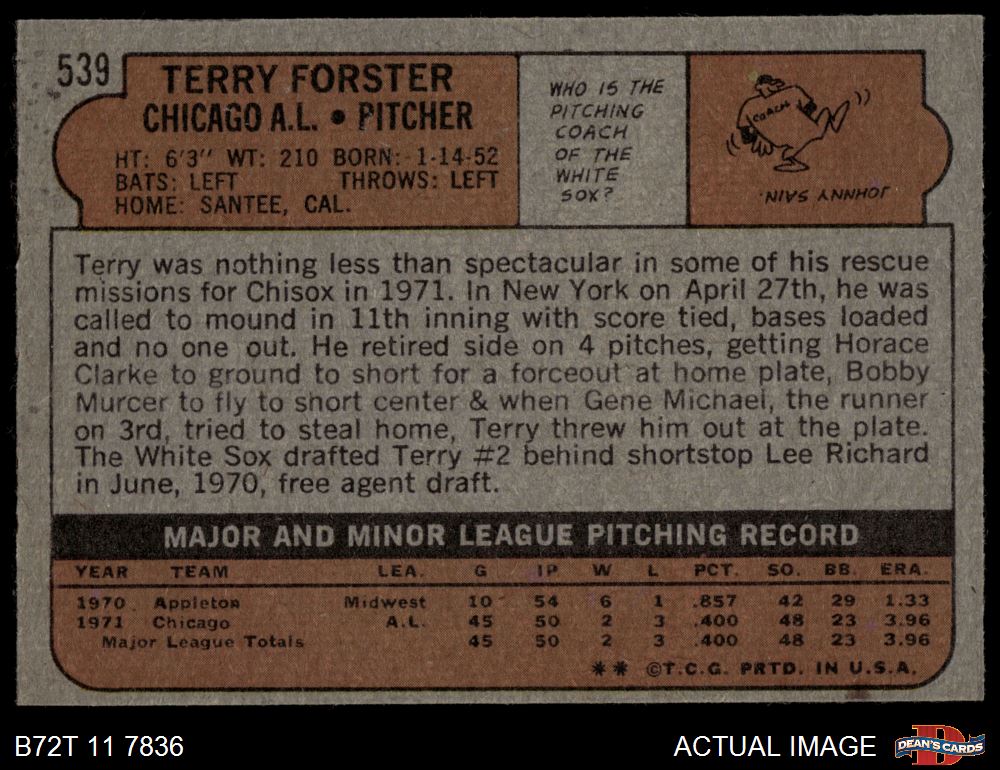 539
TERRY FORSTER
CHICAGO A.L. • PITCHER
HT: 6'3" WT: 210 BORN: 1-14-52
BATS: LEFT THROWS: LEFT
HOME: SANTEE, CAL.
WHO IS THE
PITCHING
COACH
OF THE
WHITE
SOX?
COACH
JOHNNY SAIN.
Terry was nothing less than spectacular in some of his rescue
missions for Chisox in 1971. In New York on April 27th, he was
called to mound in 11th inning with score tied, bases loaded
and no one out. He retired side on 4 pitches, getting Horace
Clarke to ground to short for a forceout at home plate, Bobby
Murcer to fly to short center & when Gene Michael, the runner
on 3rd, tried to steal home, Terry threw him out at the plate.
The White Sox drafted Terry #2 behind shortstop Lee Richard
in June, 1970, free agent draft.
MAJOR AND MINOR LEAGUE PITCHING RECORD
YEAR TEAM LEA. G IP W L PCT. SO. BB. ERA.
1970 Appleton Midwest 10 54 6 1 .857 42 29 1.33
1971 Chicago A.L. 45 50 2 3 .400 48 23 3.96
Major League Totals 45 50 2 3 .400 48 23 3.96
** ©T.C.G. PRTD. IN U.S.A.
B72T 11 7836
ACTUAL IMAGE
D
DEAN'S CARDS